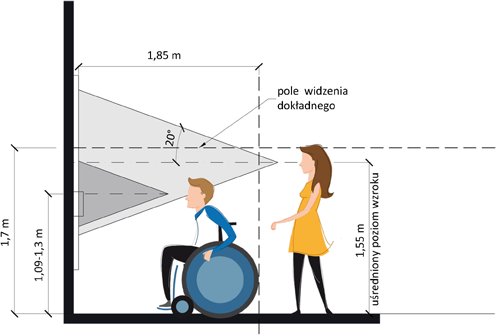 1,85 m
pole widzenia
dokładnego
20°
1,7 m
1,09-1,3 m
1,55 m
uśredniony poziom wzroku